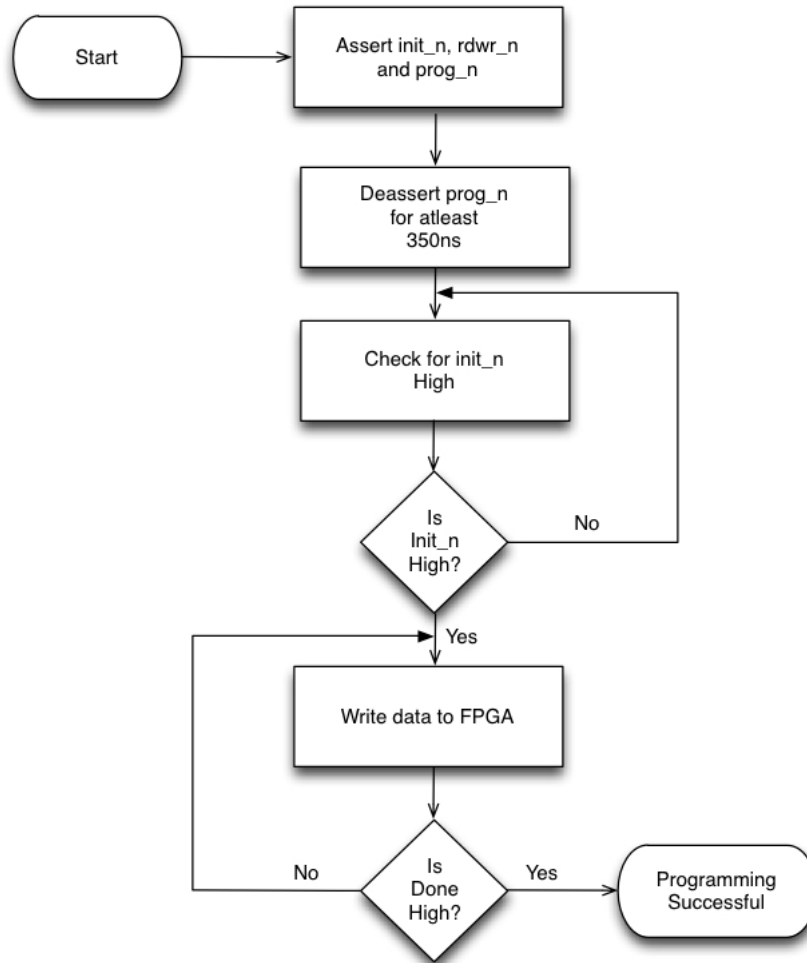 Start
Assert init_n, rdwr_n
and prog_n
Deassert prog_n
for atleast
350ns
Check for init_n
High
Is
Init_n
High?
No
Yes
Write data to FPGA
Is
Done
High?
No
Yes
Programming
Successful